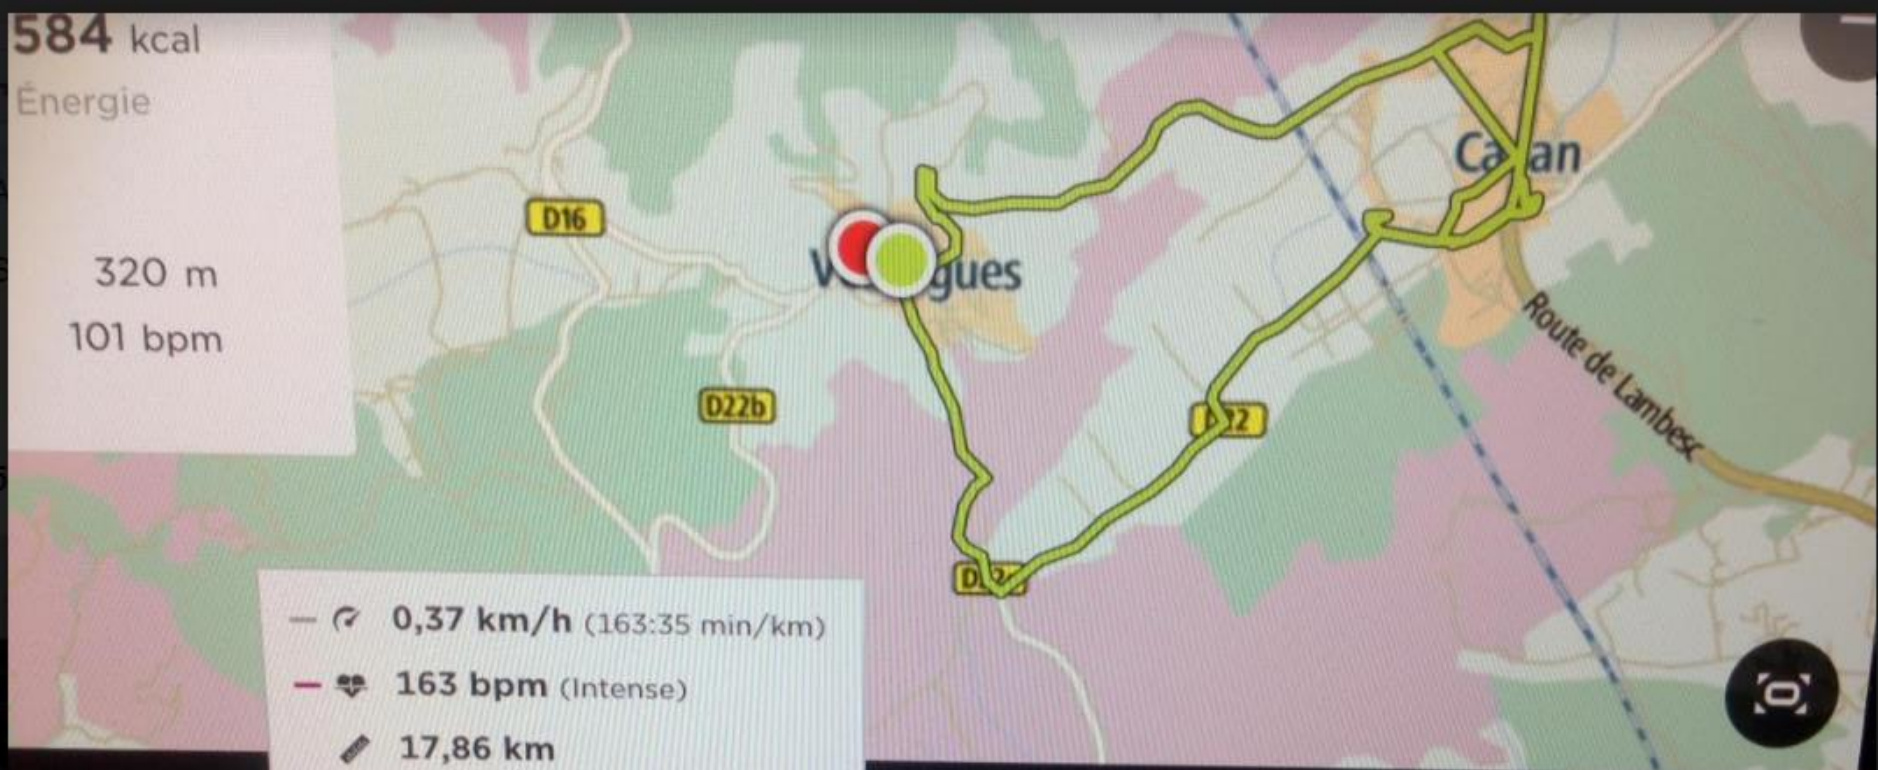 584 kcal
Énergie
320 m
101 bpm
D16
D22b
Route de Lambesc
0,37 km/h (163:35 min/km)
163 bpm (Intense)
17,86 km